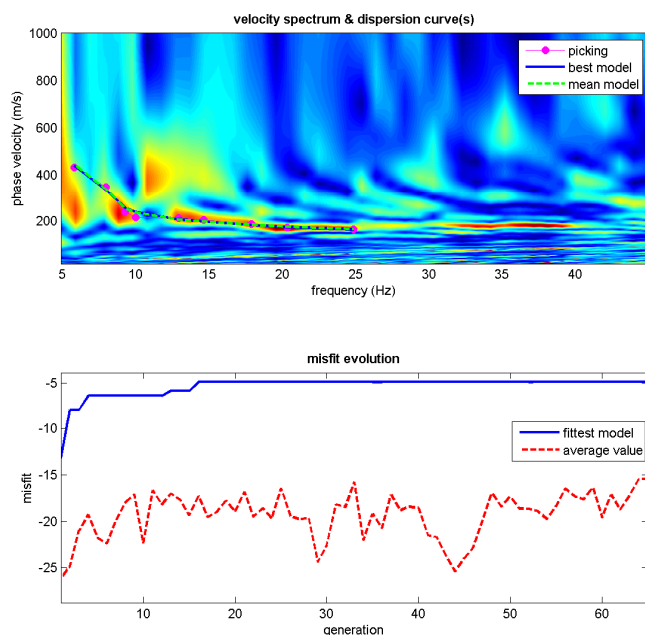 velocity spectrum & dispersion curve(s)
1000
800
600
400
200
phase velocity (m/s)
picking
best model
mean model
5 10 15 20 25 30 35 40
frequency (Hz)
misfit evolution
-5
-10
-15
-20
-25
misfit
fittest model
average value
10 20 30 40 50 60
generation